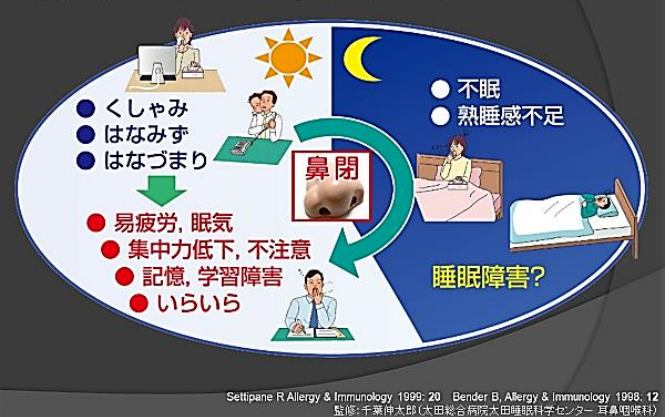 ● くしゃみ
● はなみず
● はなづまり
● 易疲労, 眠気
● 集中力低下, 不注意
● 記憶, 学習障害
● いらいら
鼻閉
● 不眠
● 熟睡感不足
睡眠障害?
Settipane R Allergy & Immunology 1999: 20 Bender B, Allergy & Immunology 1998: 12
監修:千葉伸太郎(太田総合病院太田睡眠科学センター 耳鼻咽喉科)